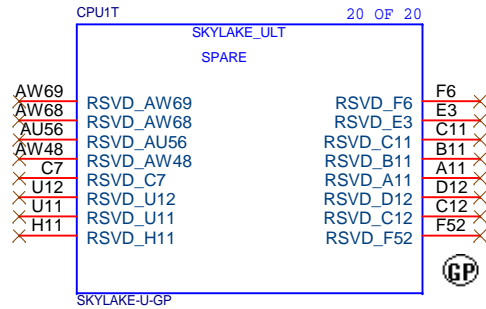 CPU1T 20 OF 20
SKYLAKE_ULT
SPARE
AW69 RSVD_AW69 RSVD_F6 F6
AW68 RSVD_AW68 RSVD_E3 E3
AU56 RSVD_AU56 RSVD_C11 C11
AW48 RSVD_AW48 RSVD_B11 B11
C7 RSVD_C7 RSVD_A11 A11
U12 RSVD_U12 RSVD_D12 D12
U11 RSVD_U11 RSVD_C12 C12
H11 RSVD_H11 RSVD_F52 F52
GP
SKYLAKE-U-GP